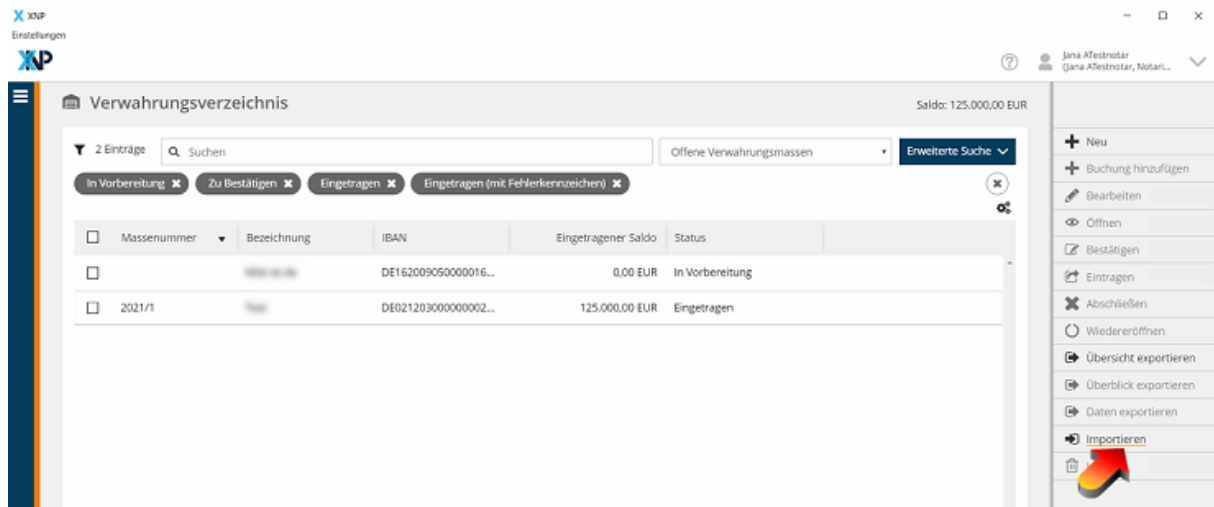 XNP
Einstellungen
XNP
Jana ATestnotar
(Jana ATestnotar, Notari...
Verwahrungsverzeichnis
Saldo: 125.000,00 EUR
2 Einträge
Suchen
Offene Verwahrungsmassen
Erweiterte Suche
In Vorbereitung
Zu Bestätigen
Eingetragen
Eingetragen (mit Fehlerkennzeichen)
Massenummer Bezeichnung IBAN Eingetragener Saldo Status
DE162009050000016... 0,00 EUR In Vorbereitung
2021/1 DE021203000000002... 125.000,00 EUR Eingetragen
Neu
Buchung hinzufügen
Bearbeiten
Öffnen
Bestätigen
Eintragen
Abschließen
Wiedereröffnen
Übersicht exportieren
Überblick exportieren
Daten exportieren
Importieren